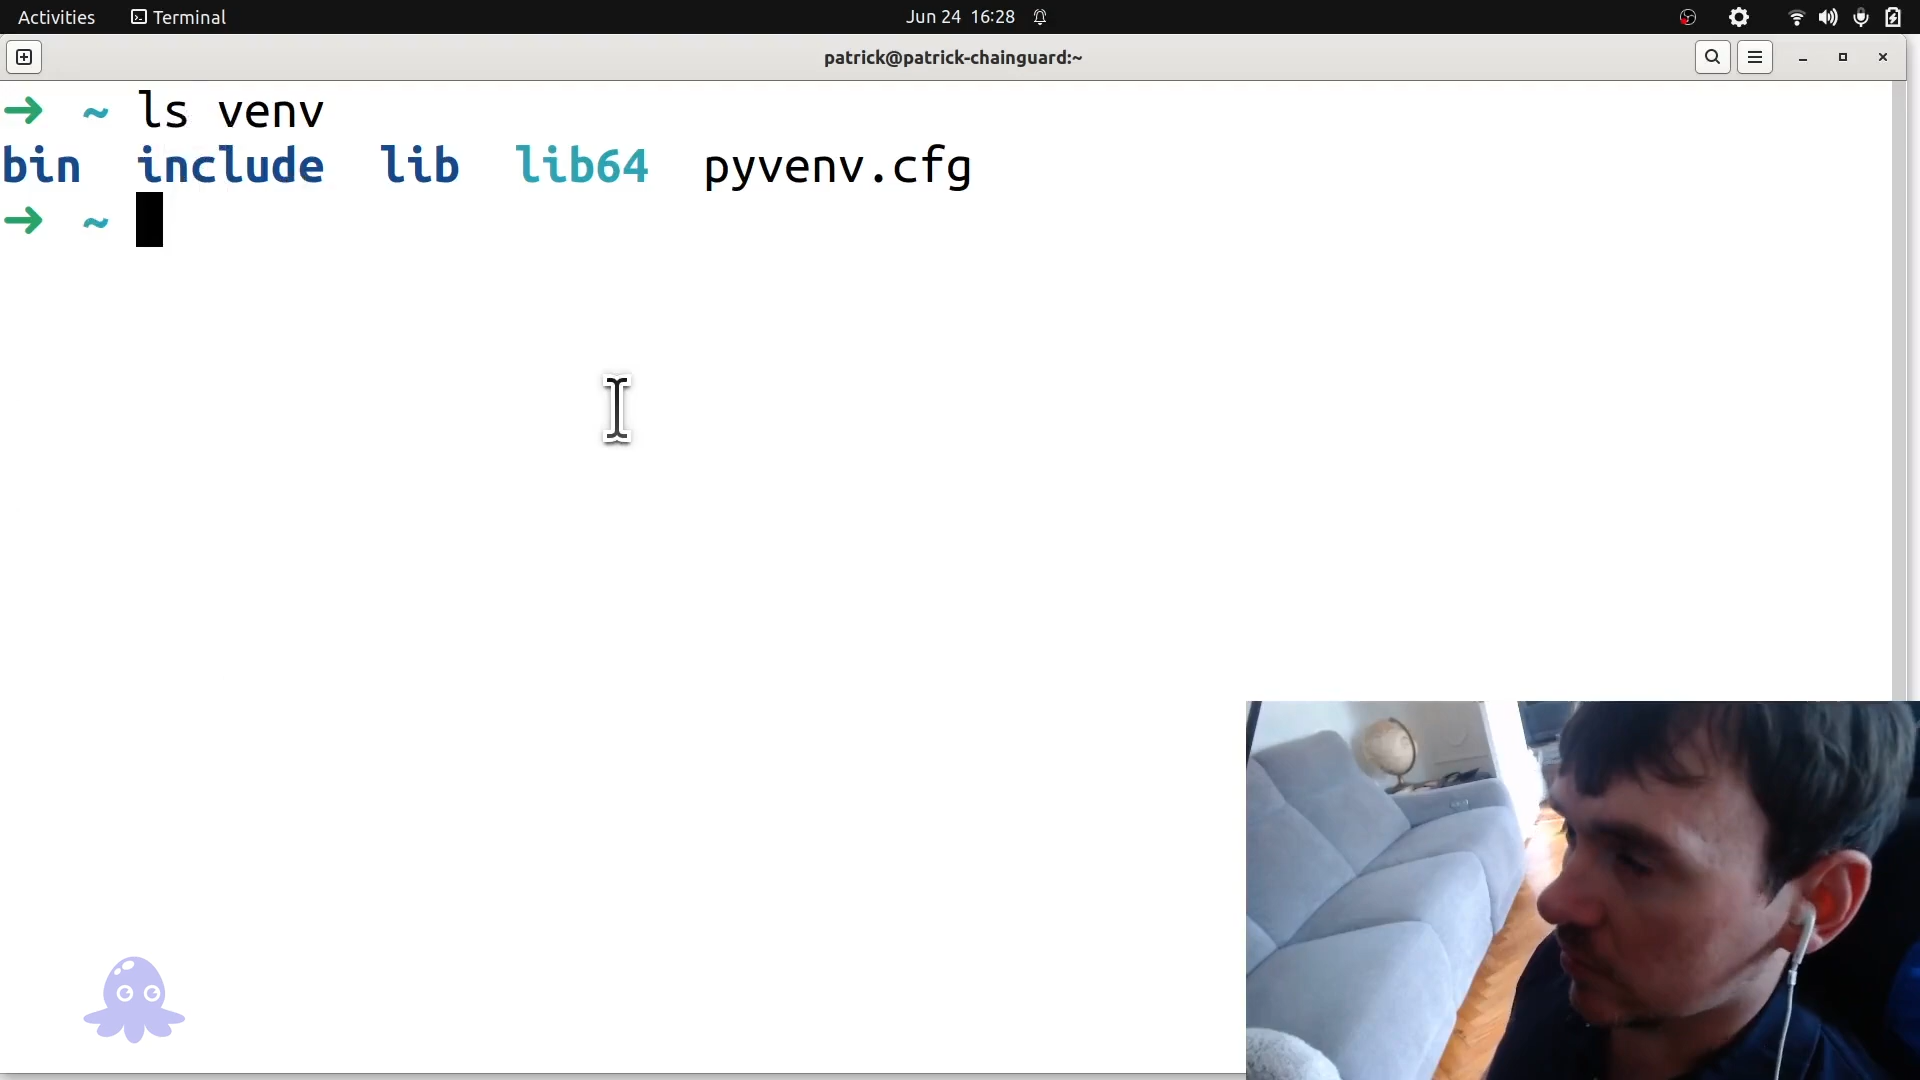 Activities Terminal Jun 24 16:28
patrick@patrick-chainguard:~
➜ ~ ls venv
bin include lib lib64 pyvenv.cfg
➜ ~